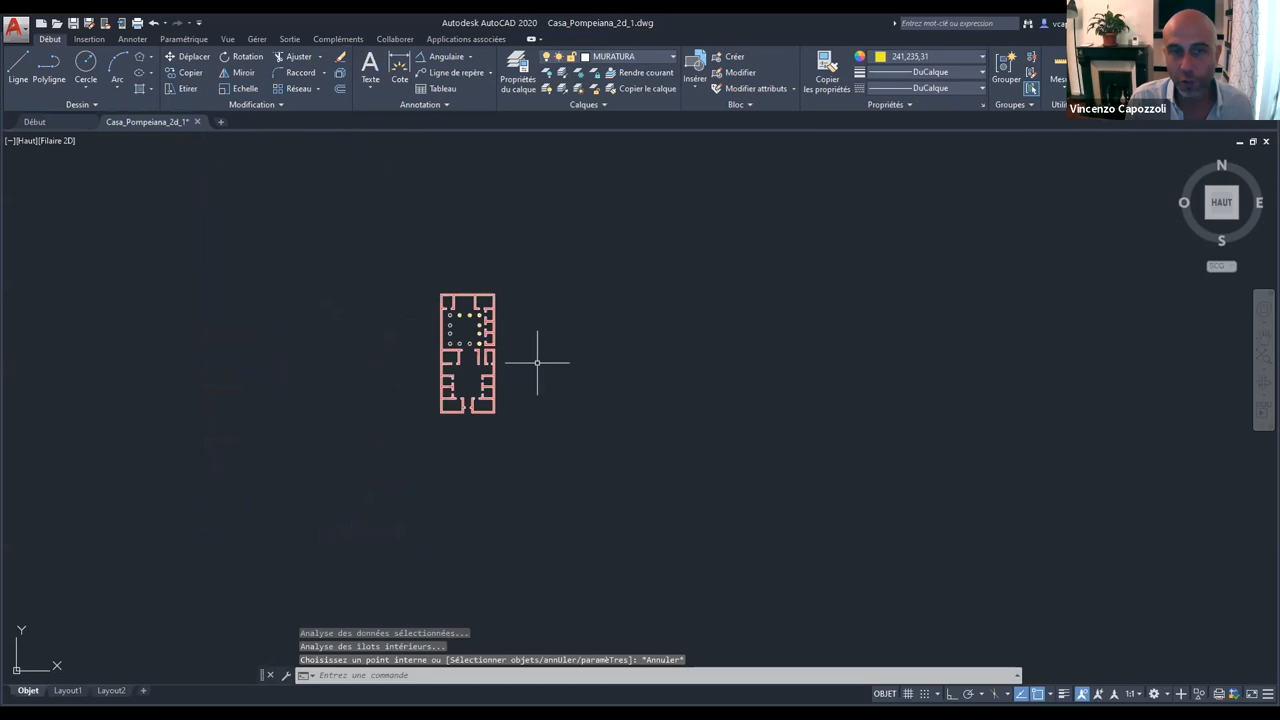 Autodesk AutoCAD 2020 Casa_Pompeiana_2d_1.dwg
Entrez mot-clé ou expression
Début Insertion Annoter Paramétrique Vue Gérer Sortie Compléments Collaborer Applications associées
Ligne Polyligne Cercle Arc
Déplacer Rotation Ajuster
Copier Miroir Raccord
Etirer Echelle Réseau
Texte Cote
Angulaire
Ligne de repère
Tableau
Propriétés du calque
MURATURA
Rendre courant
Copier le calque
Insérer
Créer
Modifier
Modifier attributs
Copier les propriétés
241,235,31
DuCalque
DuCalque
Grouper
Dessin Modification Annotation Calques Bloc Propriétés Groupes
Vincenzo Capozzoli
Début Casa_Pompeiana_2d_1*
[−][Haut][Filaire 2D]
N
O HAUT E
S
SCG
Y
X
Analyse des données sélectionnées...
Analyse des îlots intérieurs...
Choisissez un point interne ou [Sélectionner objets/annUler/paramèTres]: *Annuler*
Entrez une commande
Objet Layout1 Layout2
OBJET 1:1